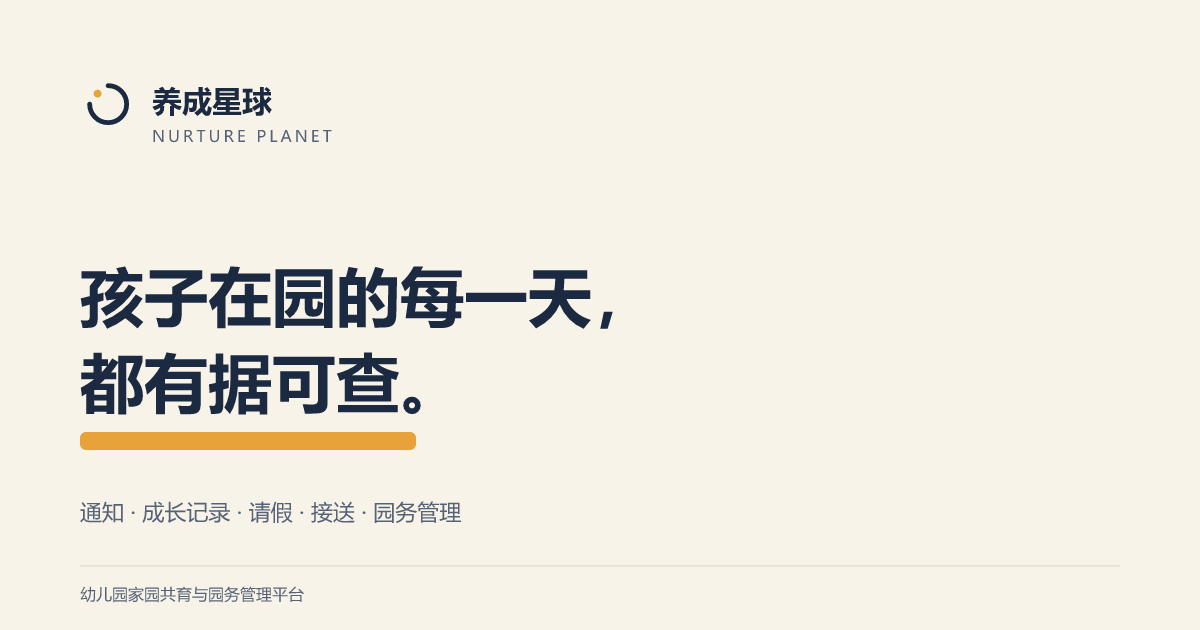 养成星球
NURTURE PLANET
孩子在园的每一天，
都有据可查。
通知 · 成长记录 · 请假 · 接送 · 园务管理
幼儿园家园共育与园务管理平台